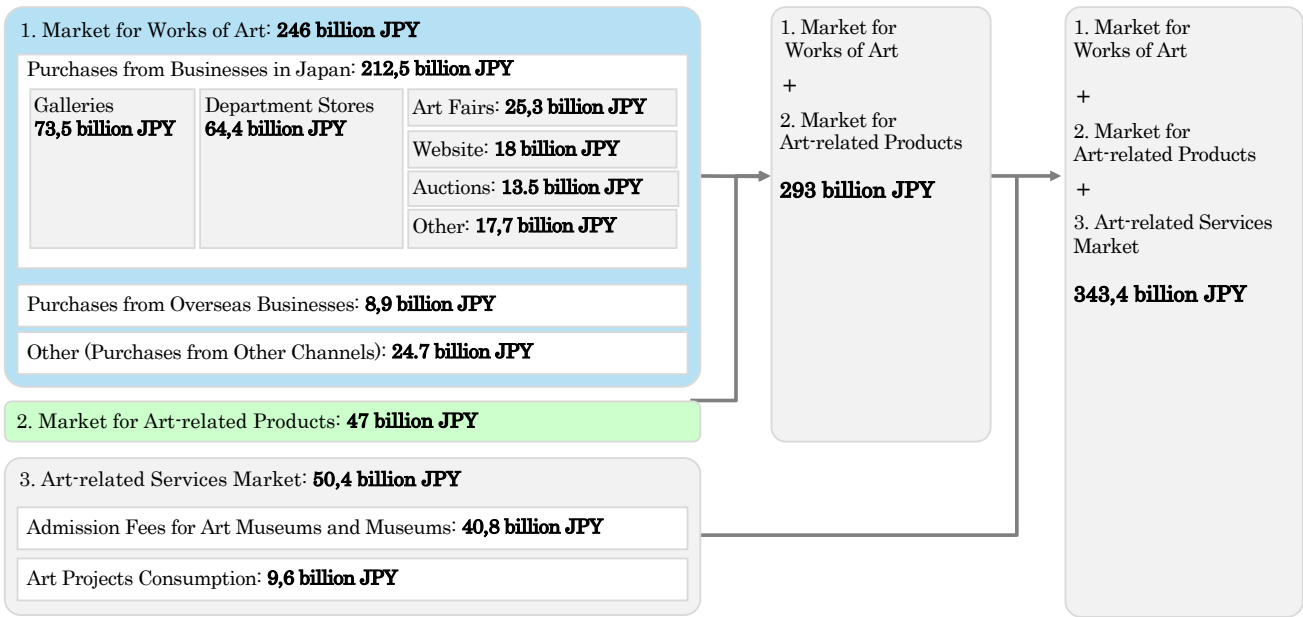 1. Market for Works of Art: 246 billion JPY
Purchases from Businesses in Japan: 212,5 billion JPY
Galleries
73,5 billion JPY
Department Stores
64,4 billion JPY
Art Fairs: 25,3 billion JPY
Website: 18 billion JPY
Auctions: 13.5 billion JPY
Other: 17,7 billion JPY
Purchases from Overseas Businesses: 8,9 billion JPY
Other (Purchases from Other Channels): 24.7 billion JPY
2. Market for Art-related Products: 47 billion JPY
3. Art-related Services Market: 50,4 billion JPY
Admission Fees for Art Museums and Museums: 40,8 billion JPY
Art Projects Consumption: 9,6 billion JPY
1. Market for
Works of Art
+
2. Market for
Art-related Products
293 billion JPY
1. Market for
Works of Art
+
2. Market for
Art-related Products
+
3. Art-related Services
Market
343,4 billion JPY